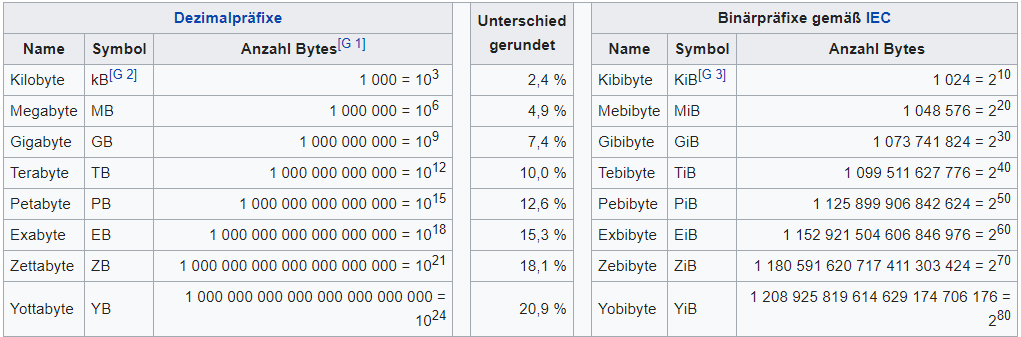 Dezimalpräfixe Unterschied gerundet Binärpräfixe gemäß IEC
Name Symbol Anzahl Bytes[G 1] Name Symbol Anzahl Bytes
Kilobyte kB[G 2] 1 000 = 10³ 2,4 % Kibibyte KiB[G 3] 1 024 = 2¹⁰
Megabyte MB 1 000 000 = 10⁶ 4,9 % Mebibyte MiB 1 048 576 = 2²⁰
Gigabyte GB 1 000 000 000 = 10⁹ 7,4 % Gibibyte GiB 1 073 741 824 = 2³⁰
Terabyte TB 1 000 000 000 000 = 10¹² 10,0 % Tebibyte TiB 1 099 511 627 776 = 2⁴⁰
Petabyte PB 1 000 000 000 000 000 = 10¹⁵ 12,6 % Pebibyte PiB 1 125 899 906 842 624 = 2⁵⁰
Exabyte EB 1 000 000 000 000 000 000 = 10¹⁸ 15,3 % Exbibyte EiB 1 152 921 504 606 846 976 = 2⁶⁰
Zettabyte ZB 1 000 000 000 000 000 000 000 = 10²¹ 18,1 % Zebibyte ZiB 1 180 591 620 717 411 303 424 = 2⁷⁰
Yottabyte YB 1 000 000 000 000 000 000 000 000 = 10²⁴ 20,9 % Yobibyte YiB 1 208 925 819 614 629 174 706 176 = 2⁸⁰